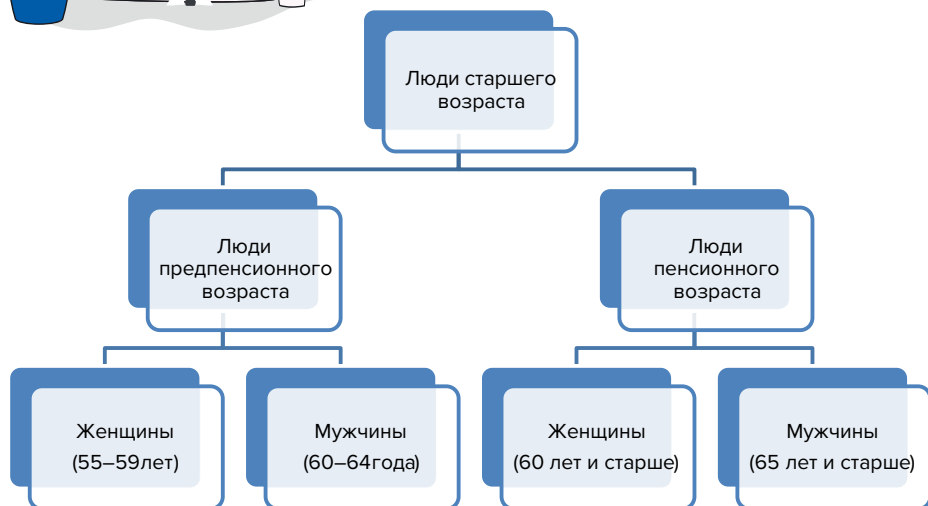 Люди старшего
возраста
Люди
предпенсионного
возраста
Люди
пенсионного
возраста
Женщины
(55–59лет)
Мужчины
(60–64года)
Женщины
(60 лет и старше)
Мужчины
(65 лет и старше)